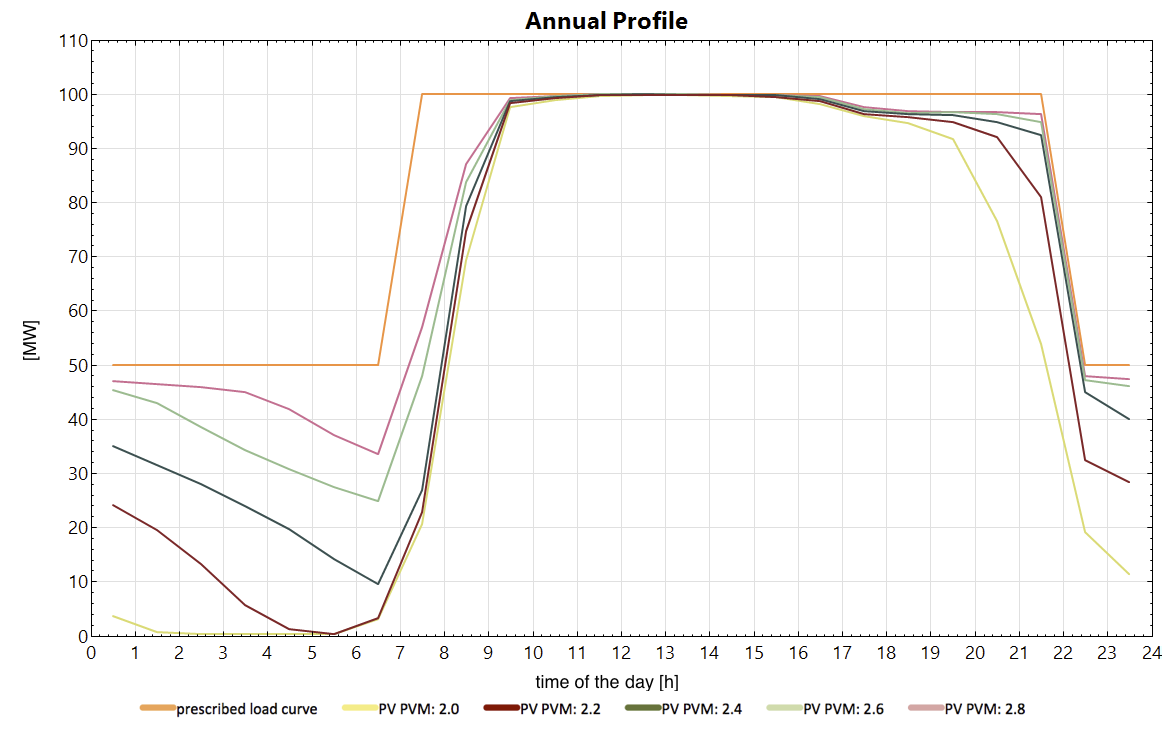 Annual Profile
110
100
90
80
70
60
50
40
30
20
10
0
[MW]
0 1 2 3 4 5 6 7 8 9 10 11 12 13 14 15 16 17 18 19 20 21 22 23 24
time of the day [h]
prescribed load curve PV PVM: 2.0 PV PVM: 2.2 PV PVM: 2.4 PV PVM: 2.6 PV PVM: 2.8